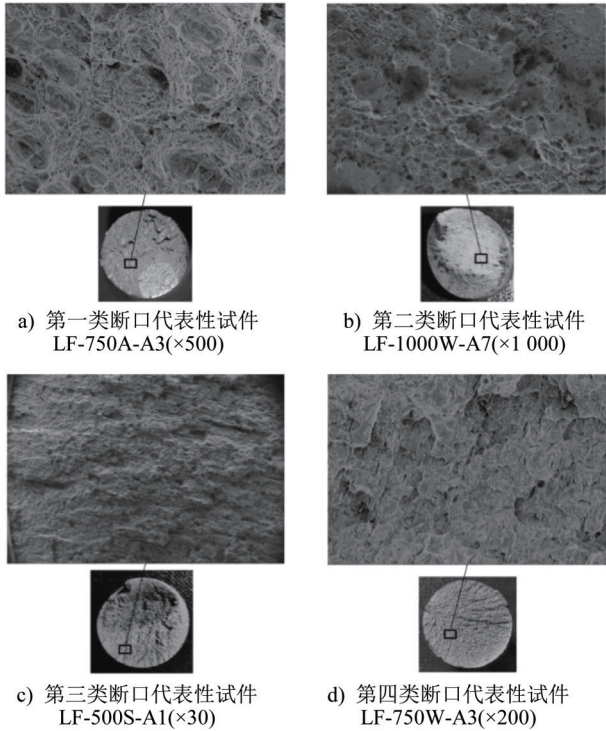 a) 第一类断口代表性试件
LF-750A-A3(×500)
b) 第二类断口代表性试件
LF-1000W-A7(×1 000)
c) 第三类断口代表性试件
LF-500S-A1(×30)
d) 第四类断口代表性试件
LF-750W-A3(×200)